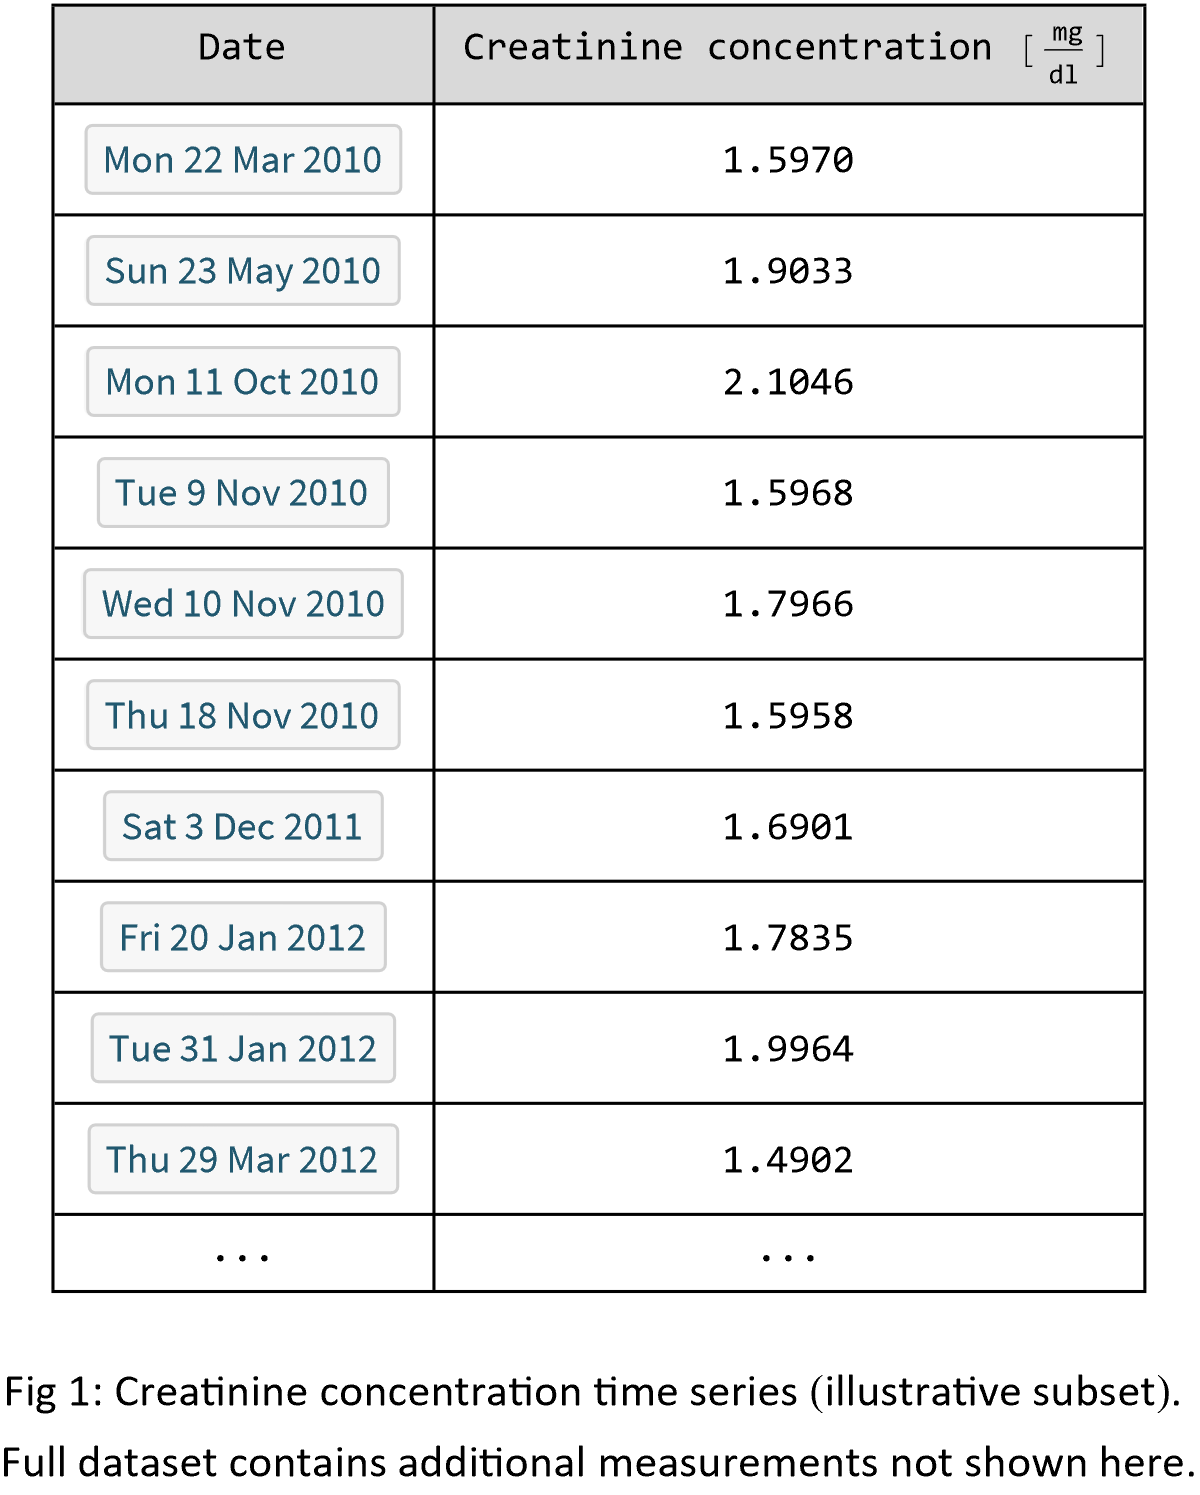 Date Creatinine concentration [mg/dl]
Mon 22 Mar 2010 1.5970
Sun 23 May 2010 1.9033
Mon 11 Oct 2010 2.1046
Tue 9 Nov 2010 1.5968
Wed 10 Nov 2010 1.7966
Thu 18 Nov 2010 1.5958
Sat 3 Dec 2011 1.6901
Fri 20 Jan 2012 1.7835
Tue 31 Jan 2012 1.9964
Thu 29 Mar 2012 1.4902
... ...
Fig 1: Creatinine concentration time series (illustrative subset).
Full dataset contains additional measurements not shown here.